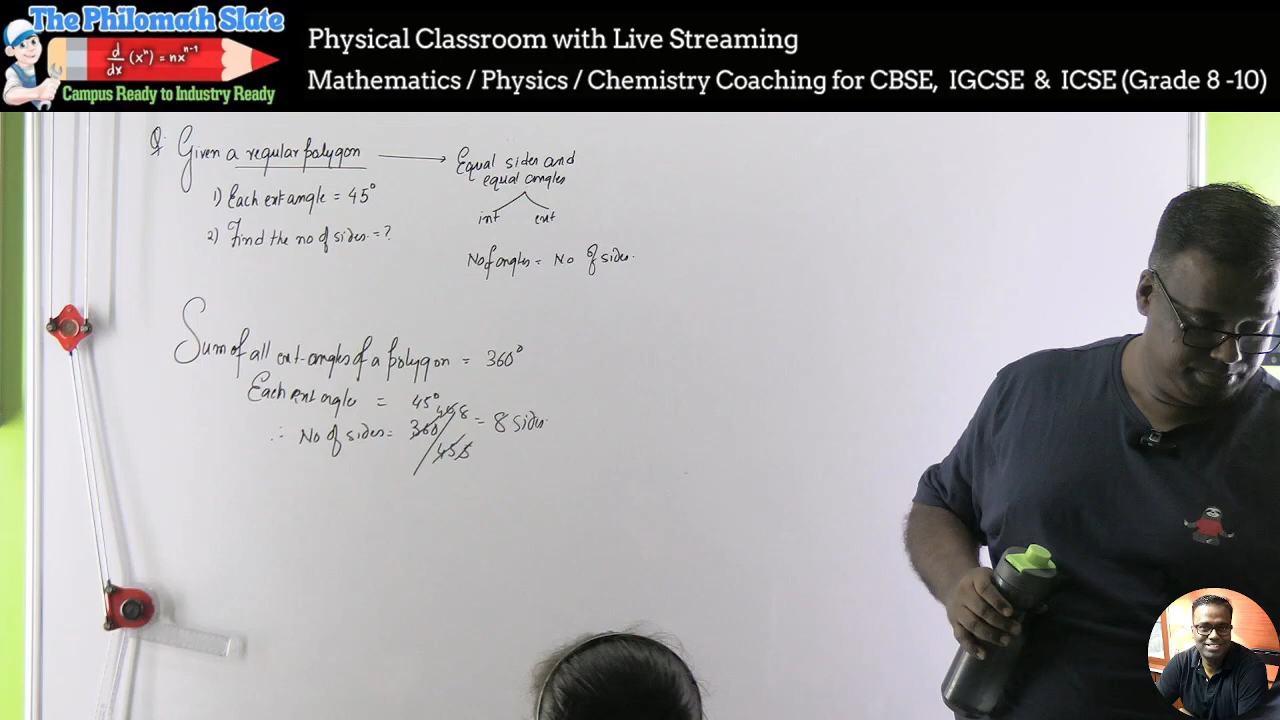 The Philomath Slate
d/dx (xⁿ) = nxⁿ⁻¹
Campus Ready to Industry Ready
Physical Classroom with Live Streaming
Mathematics / Physics / Chemistry Coaching for CBSE, IGCSE & ICSE (Grade 8 -10)
Q. Given a regular polygon → Equal sides and
equal angles
1) Each ext angle = 45°
int ext
2) Find the no of sides = ?
No of angles = No of sides.
Sum of all ext angles of a polygon = 360°
Each ext angle = 45°
∴ No of sides = 360/45 = 8 sides